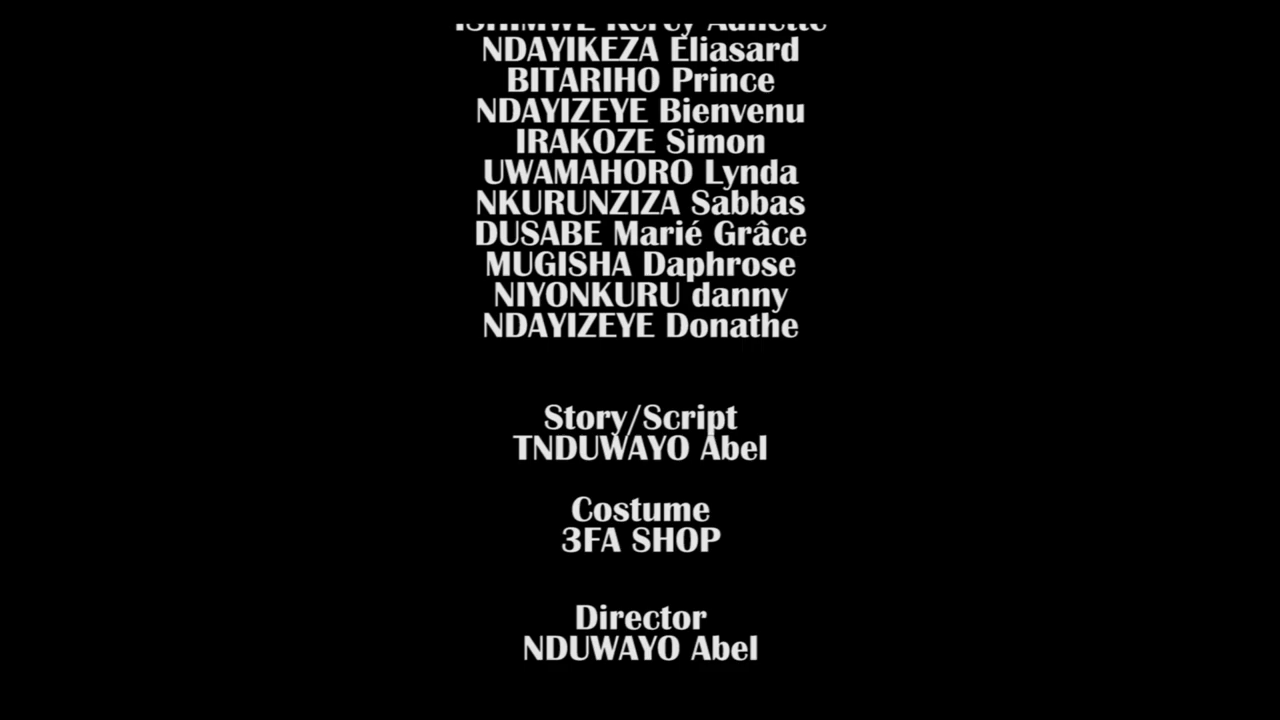 NDAYIKEZA Eliasard
BITARIHO Prince
NDAYIZEYE Bienvenu
IRAKOZE Simon
UWAMAHORO Lynda
NKURUNZIZA Sabbas
DUSABE Marié Grâce
MUGISHA Daphrose
NIYONKURU danny
NDAYIZEYE Donathe
Story/Script
TNDUWAYO Abel
Costume
3FA SHOP
Director
NDUWAYO Abel